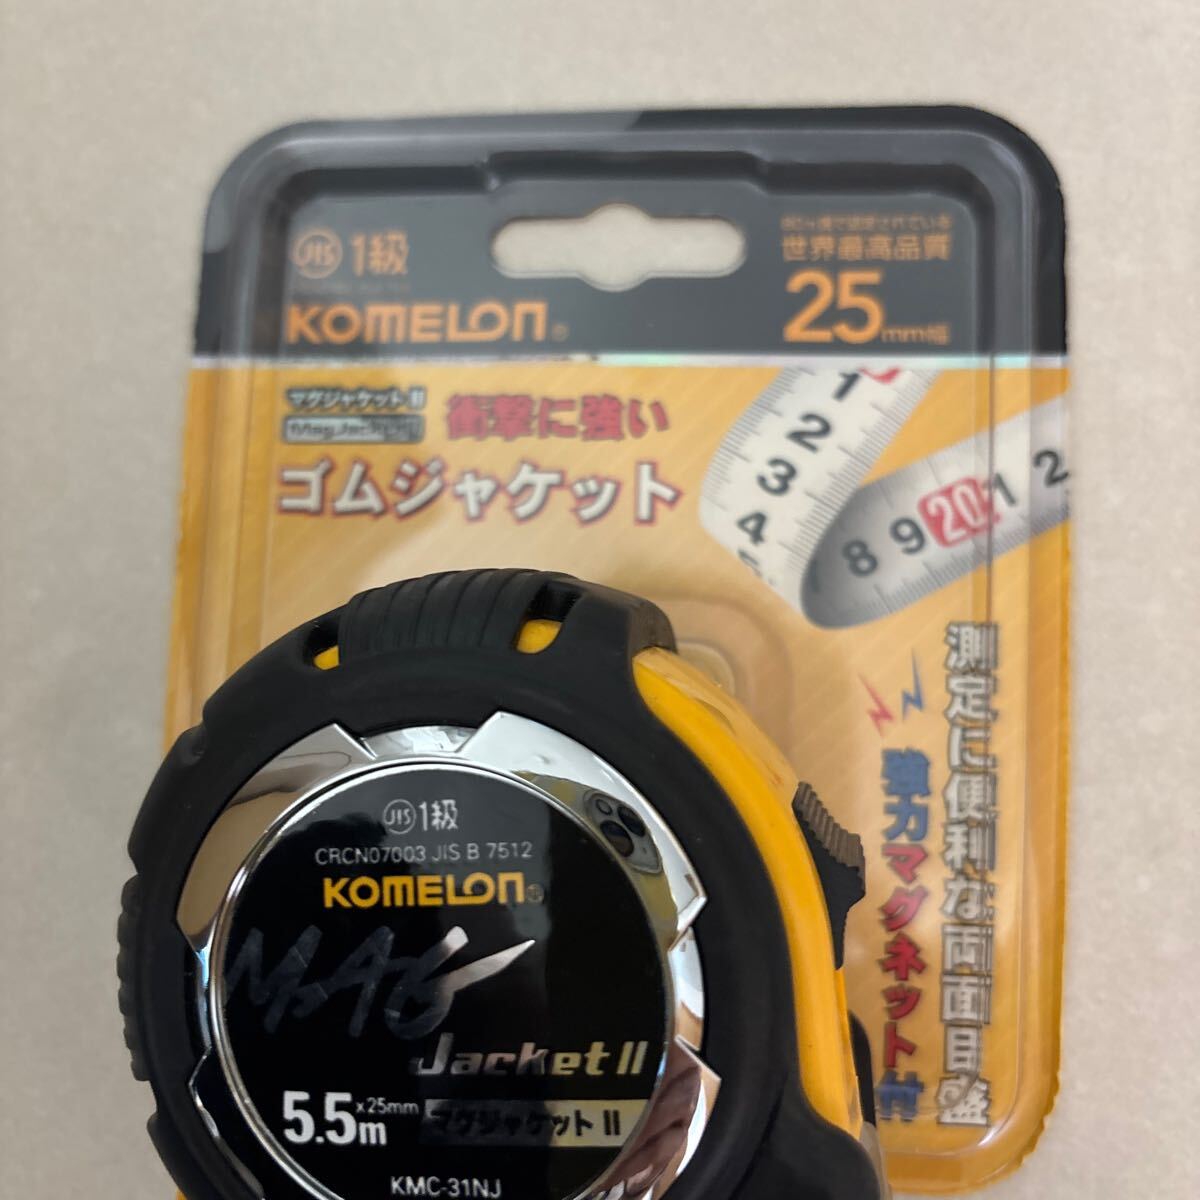 JIS 1級
KOMELON®
世界最高品質
25mm幅
マグジャケットII
MagJacket II
衝撃に強い
ゴムジャケット
1
2
3
4
8 9 20 1 2
測定に便利な両面目盛
強力マグネット付
JIS 1級
CRCN07003 JIS B 7512
KOMELON®
MAG
Jacket II
5.5m x25mm
マグジャケット II
KMC-31NJ